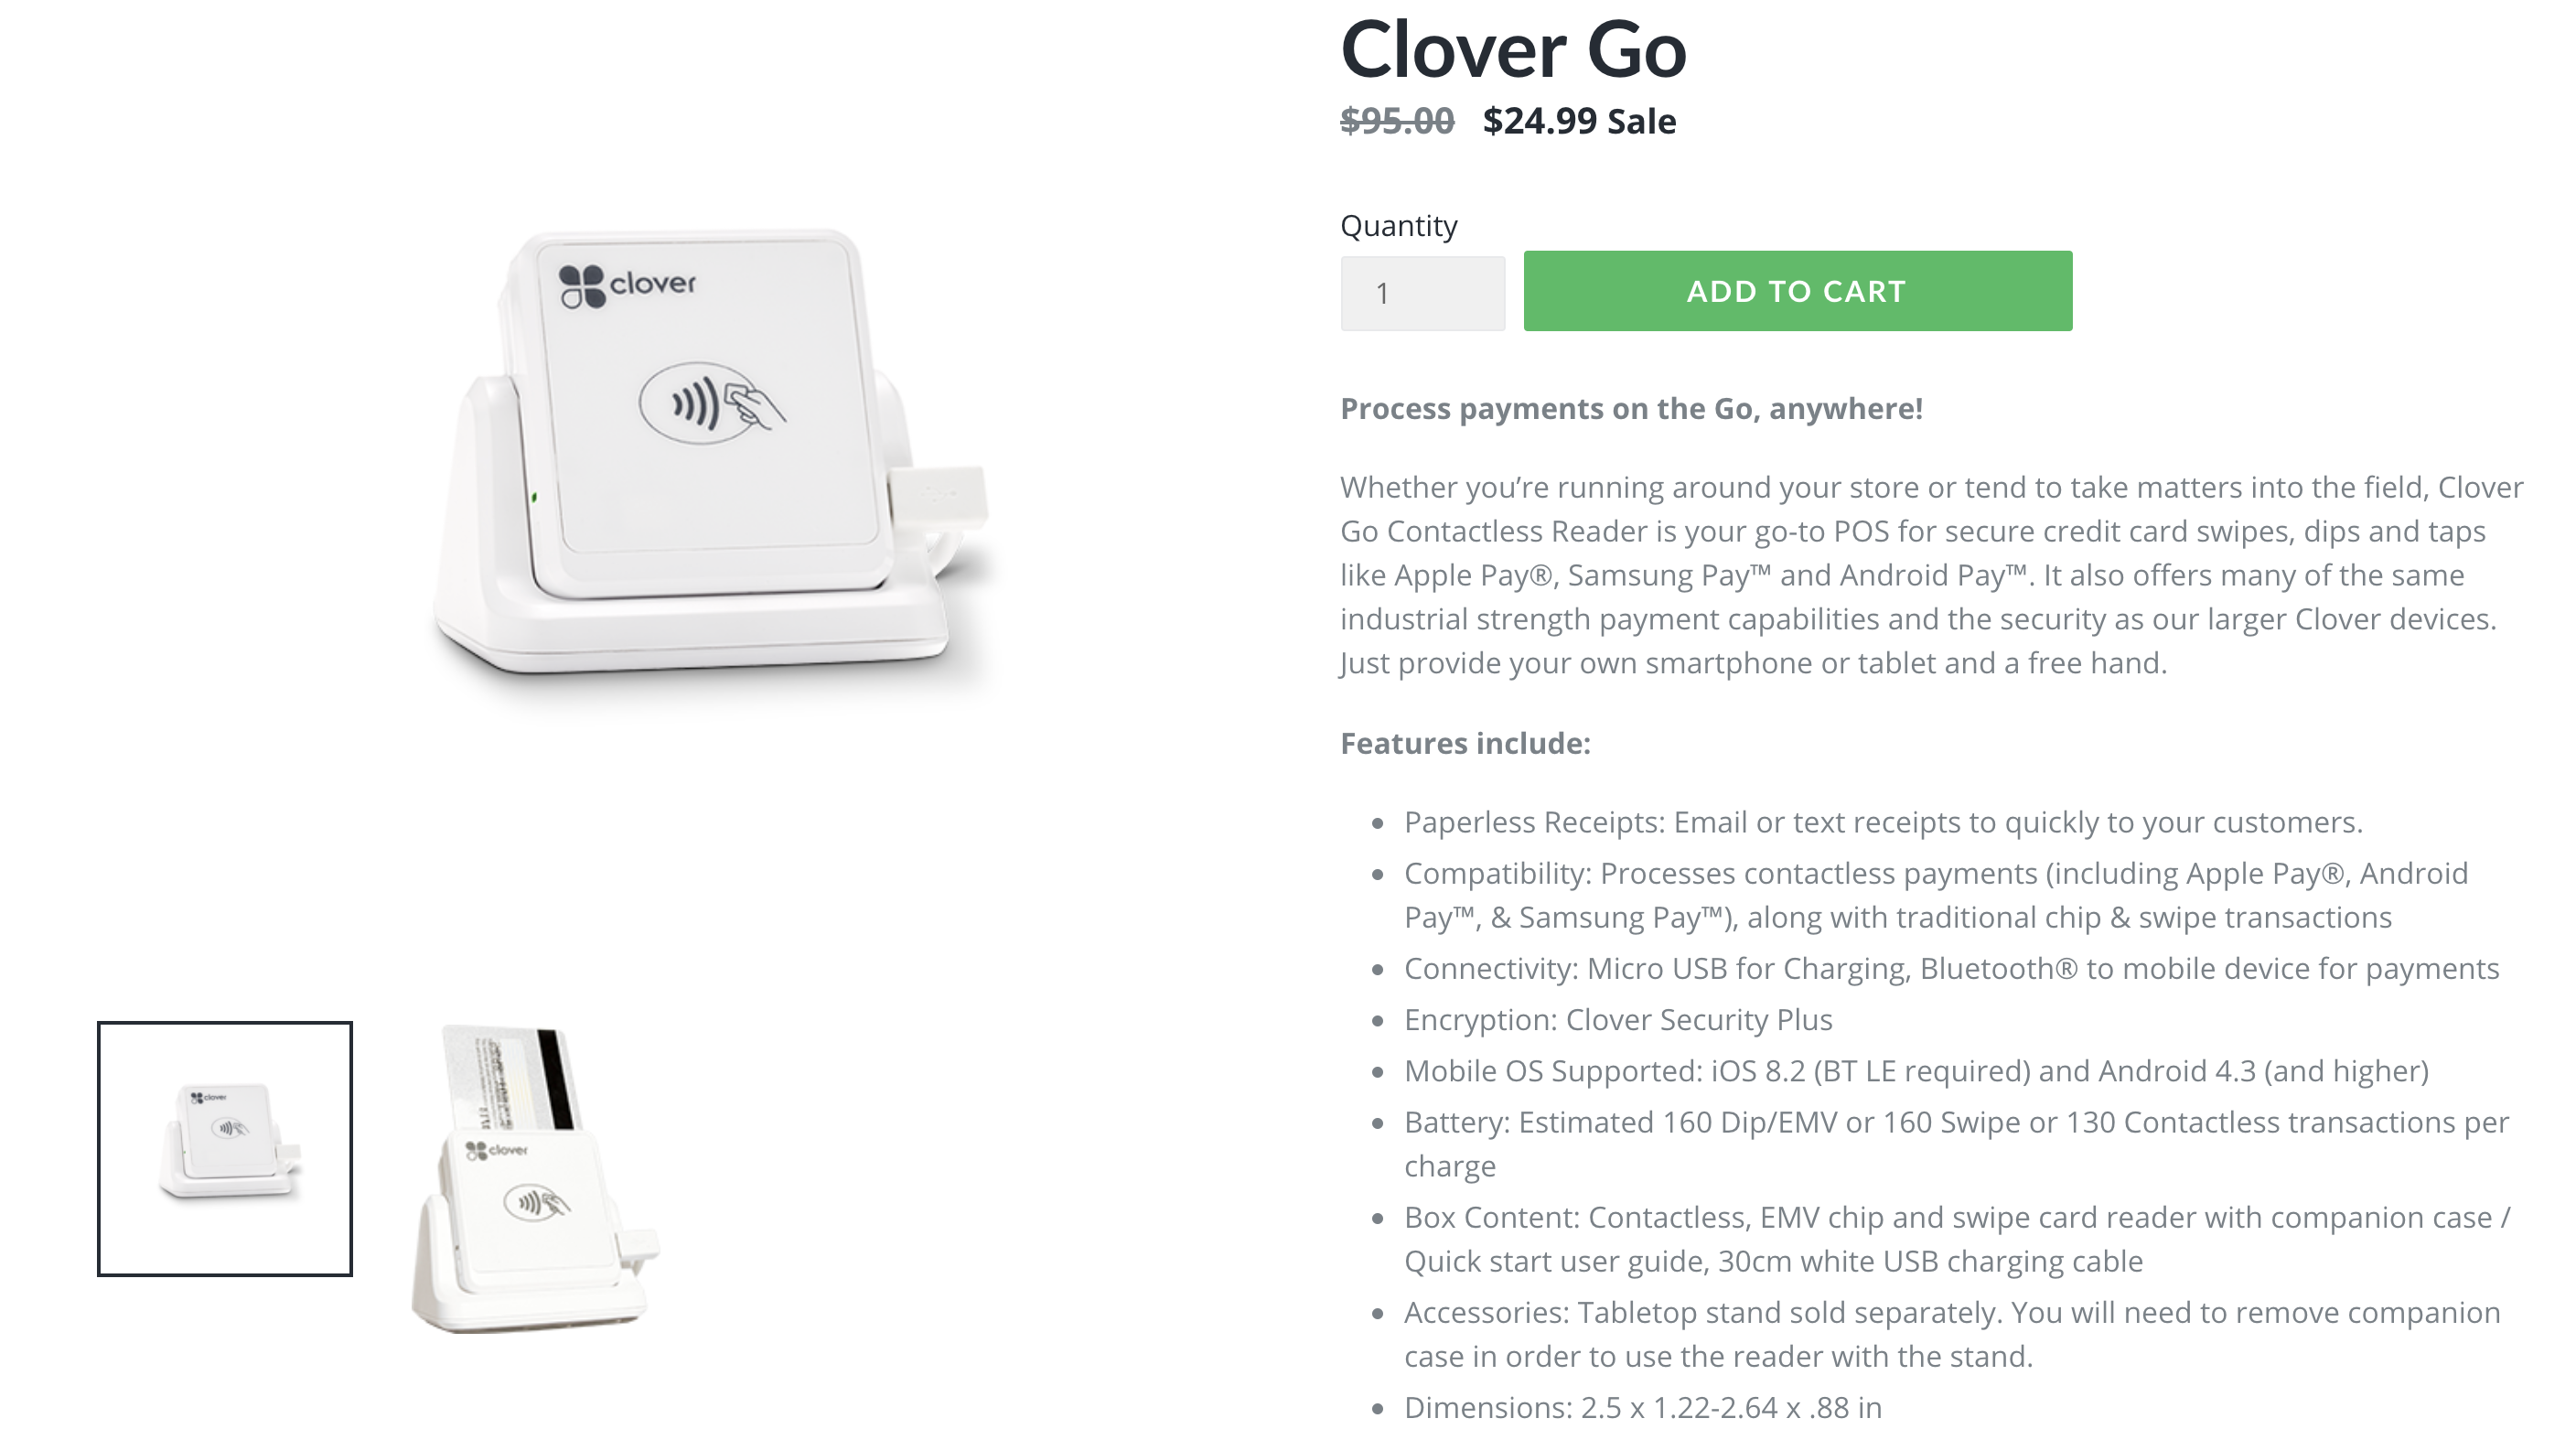 Clover Go
$95.00 $24.99 Sale
Quantity
1
ADD TO CART
Process payments on the Go, anywhere!
Whether you’re running around your store or tend to take matters into the field, Clover
Go Contactless Reader is your go-to POS for secure credit card swipes, dips and taps
like Apple Pay®, Samsung Pay™ and Android Pay™. It also offers many of the same
industrial strength payment capabilities and the security as our larger Clover devices.
Just provide your own smartphone or tablet and a free hand.
Features include:
• Paperless Receipts: Email or text receipts to quickly to your customers.
• Compatibility: Processes contactless payments (including Apple Pay®, Android
Pay™, & Samsung Pay™), along with traditional chip & swipe transactions
• Connectivity: Micro USB for Charging, Bluetooth® to mobile device for payments
• Encryption: Clover Security Plus
• Mobile OS Supported: iOS 8.2 (BT LE required) and Android 4.3 (and higher)
• Battery: Estimated 160 Dip/EMV or 160 Swipe or 130 Contactless transactions per
charge
• Box Content: Contactless, EMV chip and swipe card reader with companion case /
Quick start user guide, 30cm white USB charging cable
• Accessories: Tabletop stand sold separately. You will need to remove companion
case in order to use the reader with the stand.
• Dimensions: 2.5 x 1.22-2.64 x .88 in
clover
clover
clover